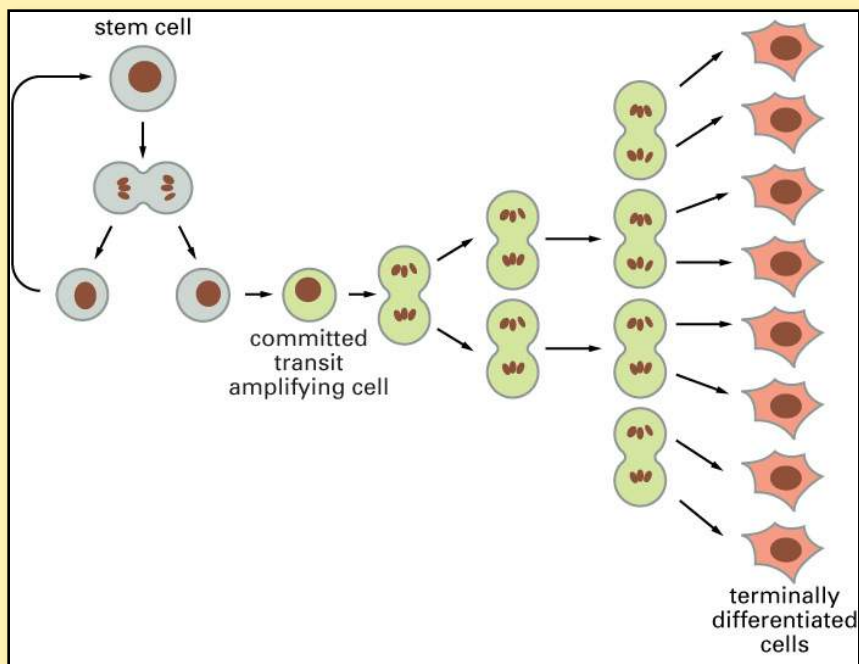 stem cell
committed
transit
amplifying cell
terminally
differentiated
cells